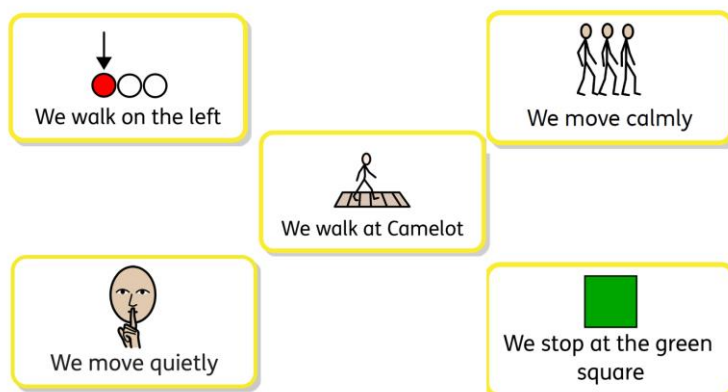 We walk on the left
We move calmly
We walk at Camelot
We move quietly
We stop at the green
square